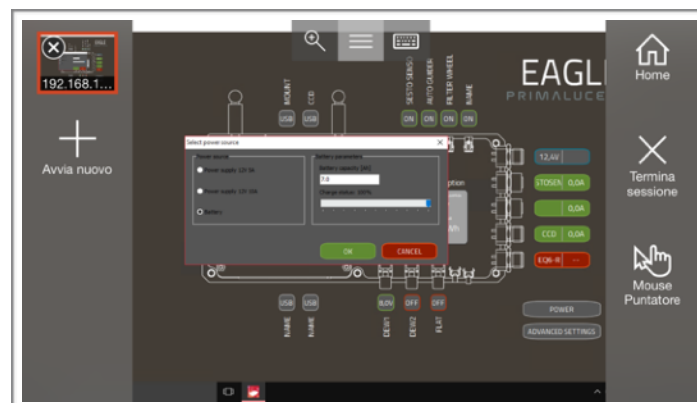 192.168.1...
Avvia nuovo
MOUNT
CCD
SESTO SENSO
AUTO GUIDER
FILTER WHEEL
NAME
USB
USB
ON
ON
ON
ON
EAGL
PRIMALUCE
Select power source
Power source
Power supply 12V 5A
Power supply 12V 10A
Battery
Battery parameters
Battery capacity [Ah]
7.0
Charge status: 100%
OK
CANCEL
ption
12,4V
STOSEN 0,0A
0,0A
CCD 0,0A
EQ6-R --
USB
USB
NAME
NAME
OFF
OFF
DEW1
DEW2
FLAT
POWER
ADVANCED SETTINGS
Home
Termina
sessione
Mouse
Puntatore